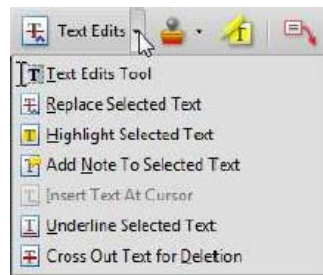 Text Edits
Text Edits Tool
Replace Selected Text
Highlight Selected Text
Add Note To Selected Text
Insert Text At Cursor
Underline Selected Text
Cross Out Text for Deletion